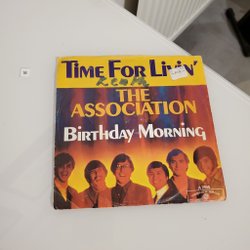 TIME FOR LIVIN'
THE
ASSOCIATION
BIRTHDAY MORNING